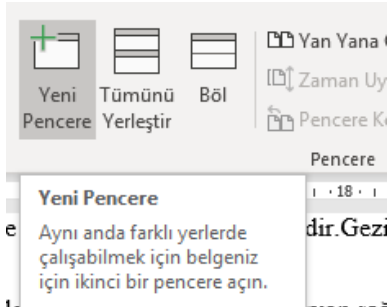 Yeni Pencere
Tümünü Yerleştir
Böl
Yan Yana
Zaman Uy
Pencere
Pencere
18
Yeni Pencere
Aynı anda farklı yerlerde
çalışabilmek için belgeniz
için ikinci bir pencere açın.
dir.Gezi